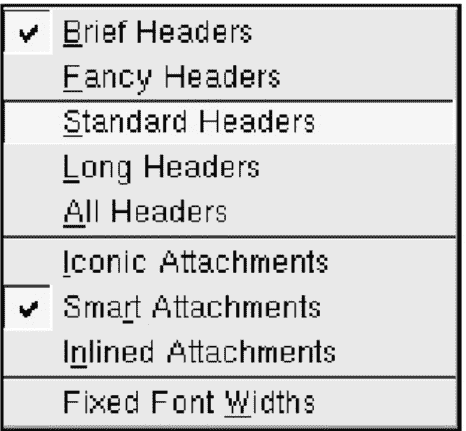 Brief Headers
Fancy Headers
Standard Headers
Long Headers
All Headers
Iconic Attachments
Smart Attachments
Inlined Attachments
Fixed Font Widths